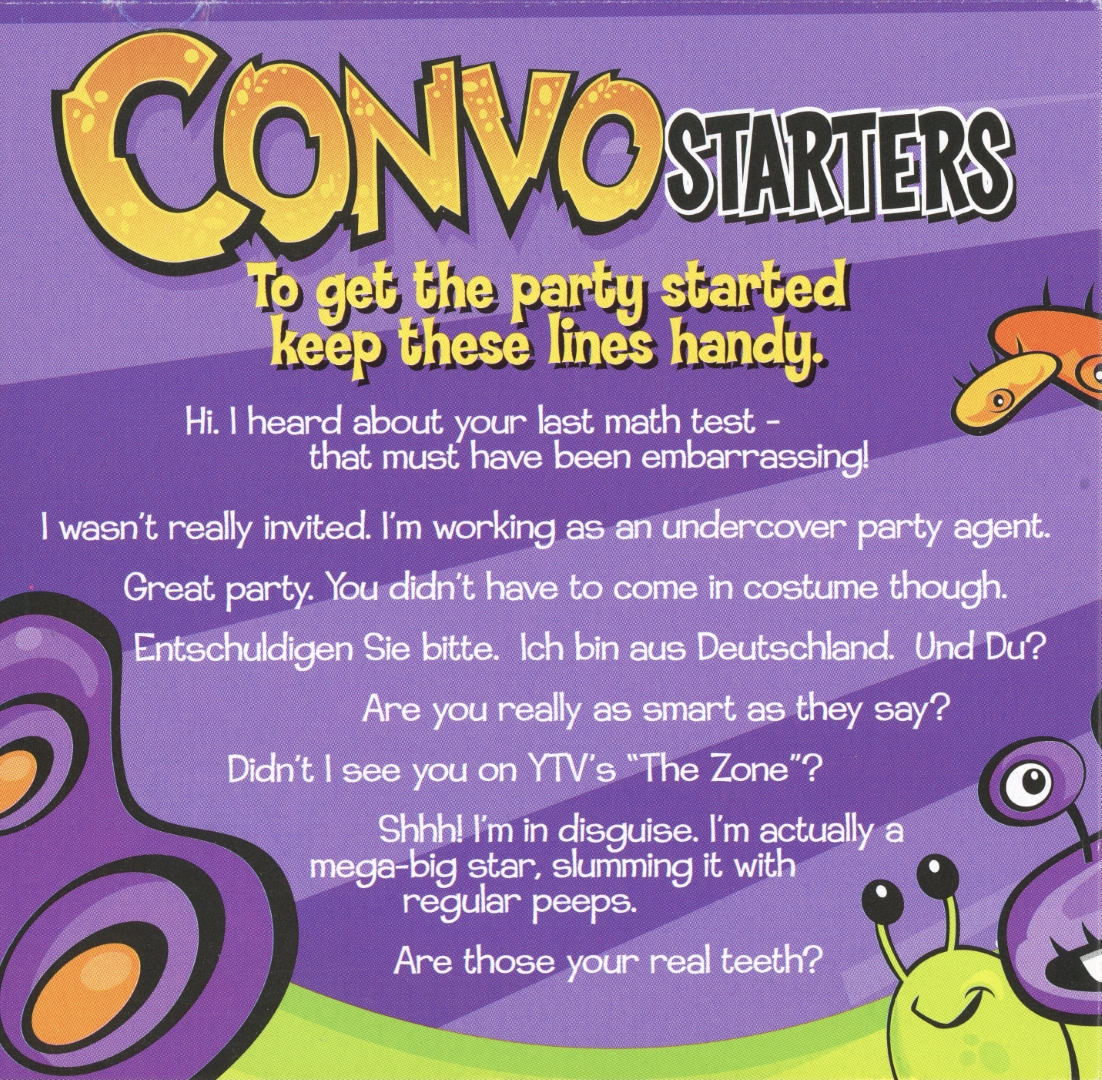 CONVO STARTERS
To get the party started
keep these lines handy.
Hi. I heard about your last math test -
that must have been embarrassing!
I wasn't really invited. I'm working as an undercover party agent.
Great party. You didn't have to come in costume though.
Entschuldigen Sie bitte. Ich bin aus Deutschland. Und Du?
Are you really as smart as they say?
Didn't I see you on YTV's "The Zone"?
Shhh! I'm in disguise. I'm actually a
mega-big star, slumming it with
regular peeps.
Are those your real teeth?